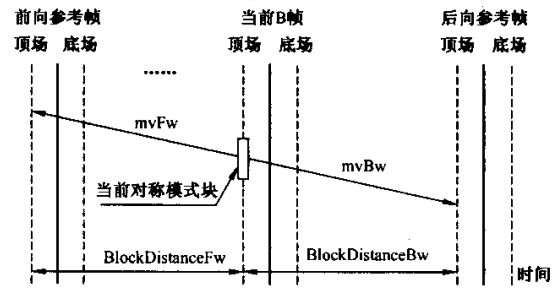 前向参考帧 当前B帧 后向参考帧
顶场 底场 顶场 底场 顶场 底场
……
mvFw
mvBw
当前对称模式块
BlockDistanceFw BlockDistanceBw
时间